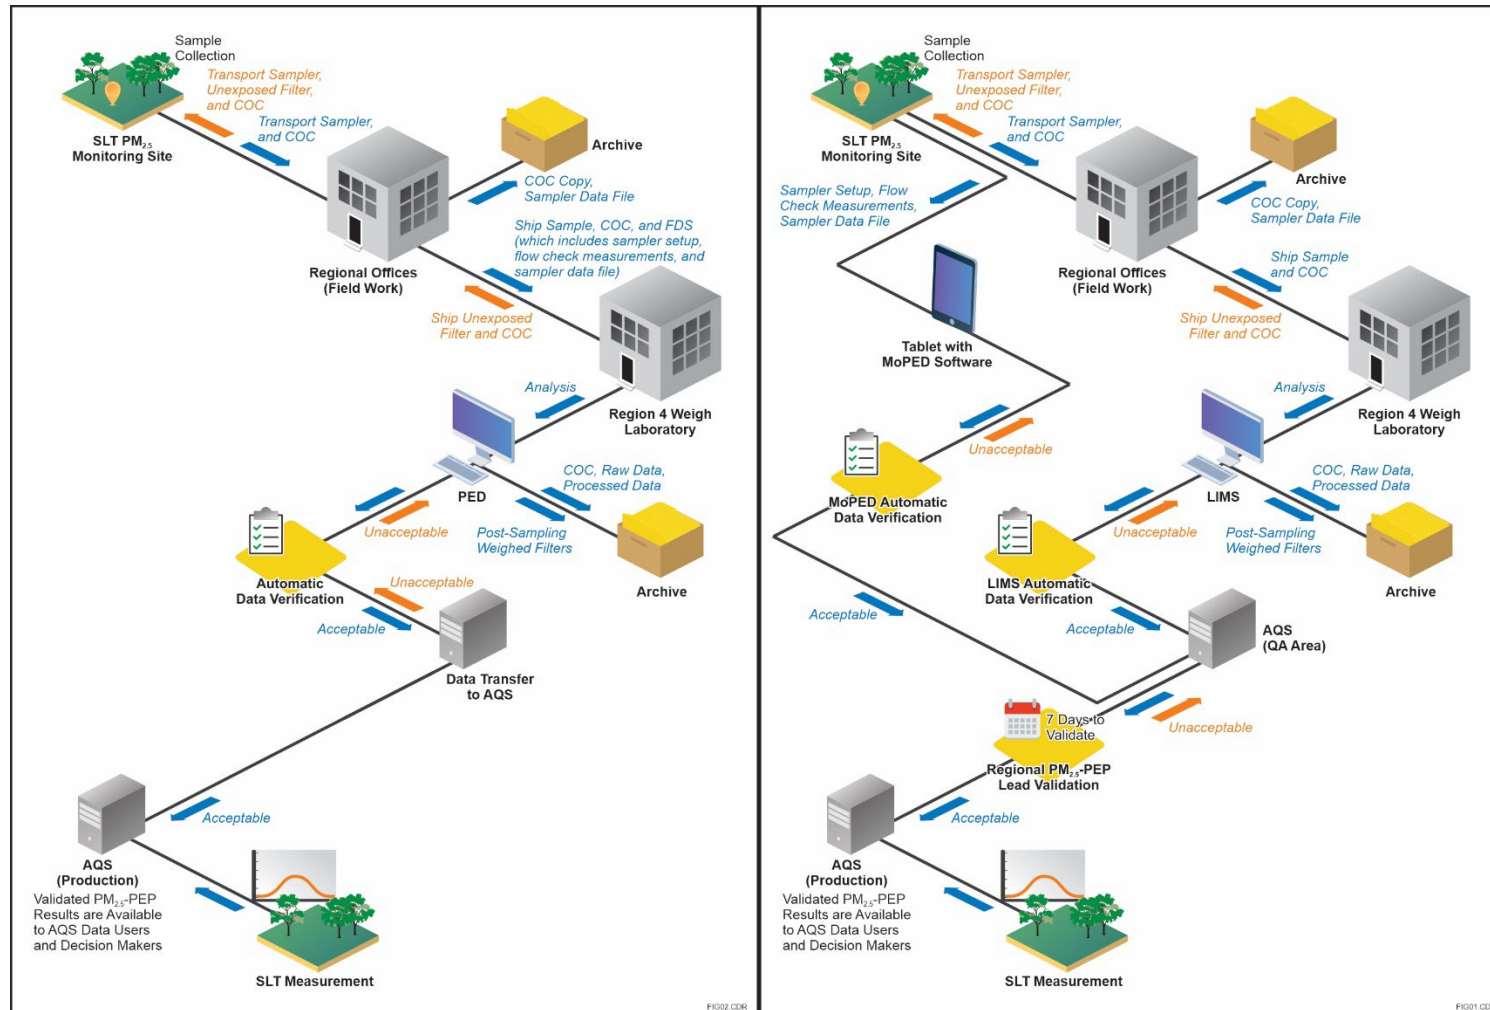 Sample
Collection
Transport Sampler,
Unexposed Filter,
and COC
Transport Sampler,
and COC
SLT PM2.5
Monitoring Site
Archive
COC Copy,
Sampler Data File
Ship Sample, COC, and FDS
(which includes sampler setup,
flow check measurements, and
sampler data file)
Regional Offices
(Field Work)
Ship Unexposed
Filter and COC
Analysis
Region 4 Weigh
Laboratory
PED
COC, Raw Data,
Processed Data
Unacceptable
Post-Sampling
Weighed Filters
Automatic
Data Verification
Unacceptable
Archive
Acceptable
Data Transfer
to AQS
Acceptable
AQS
(Production)
Validated PM2.5-PEP
Results are Available
to AQS Data Users
and Decision Makers
SLT Measurement
FIG02.CDR
Sample
Collection
Transport Sampler,
Unexposed Filter,
and COC
Transport Sampler,
and COC
SLT PM2.5
Monitoring Site
Archive
Sampler Setup, Flow
Check Measurements,
Sampler Data File
COC Copy,
Sampler Data File
Regional Offices
(Field Work)
Ship Sample
and COC
Ship Unexposed
Filter and COC
Tablet with
MoPED Software
Analysis
Region 4 Weigh
Laboratory
Unacceptable
MoPED Automatic
Data Verification
LIMS
COC, Raw Data,
Processed Data
Unacceptable
Post-Sampling
Weighed Filters
LIMS Automatic
Data Verification
Archive
Acceptable
Acceptable
AQS
(QA Area)
7 Days to
Validate
Unacceptable
Regional PM2.5-PEP
Lead Validation
Acceptable
AQS
(Production)
Validated PM2.5-PEP
Results are Available
to AQS Data Users
and Decision Makers
SLT Measurement
FIG01.CD